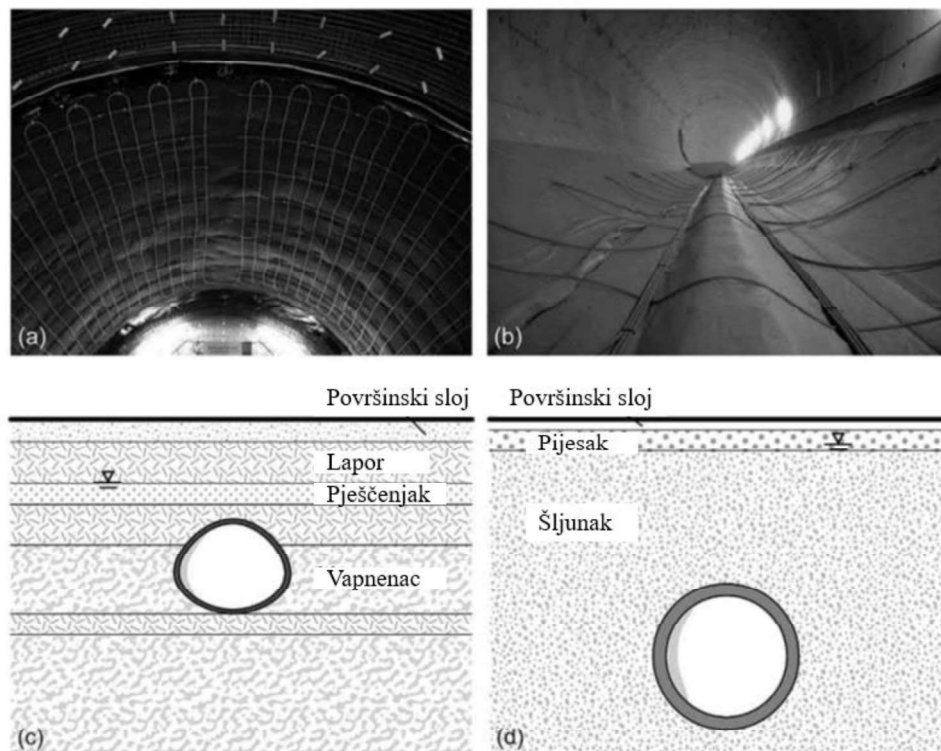 (a)
(b)
Površinski sloj
Lapor
Pješčenjak
Vapnenac
(c)
Površinski sloj
Pijesak
Šljunak
(d)